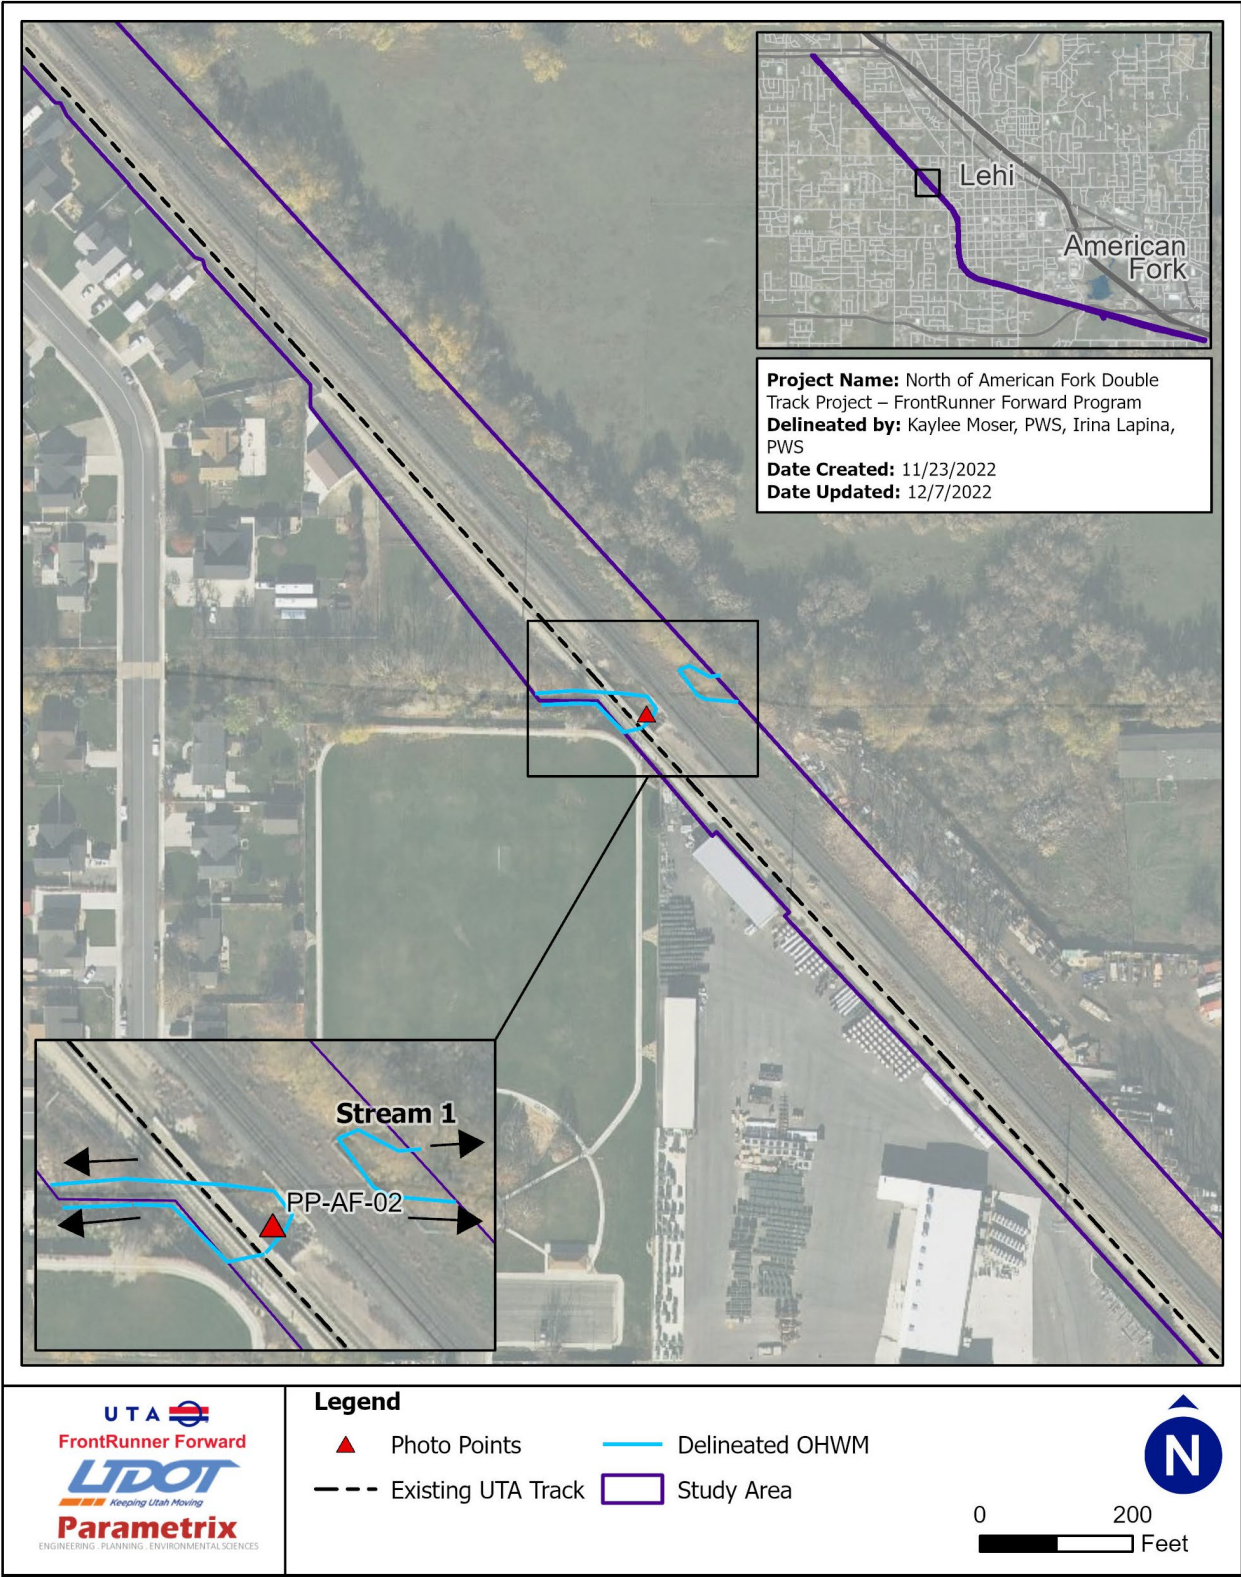 Lehi
American
Fork
Project Name: North of American Fork Double
Track Project – FrontRunner Forward Program
Delineated by: Kaylee Moser, PWS, Irina Lapina,
PWS
Date Created: 11/23/2022
Date Updated: 12/7/2022
Stream 1
PP-AF-02
UTA
FrontRunner Forward
UDOT
Keeping Utah Moving
Parametrix
ENGINEERING . PLANNING . ENVIRONMENTAL SCIENCES
Legend
Photo Points
Delineated OHWM
Existing UTA Track
Study Area
N
0 200
Feet